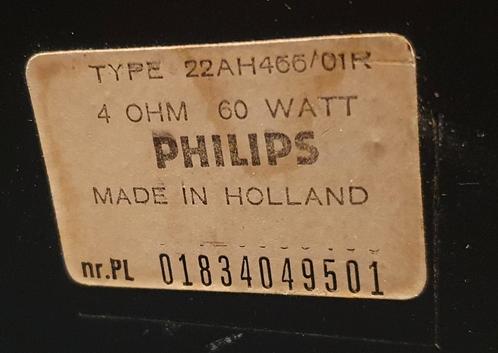 TYPE 22AH466/01R
4 OHM 60 WATT
PHILIPS
MADE IN HOLLAND
nr.PL 01834049501